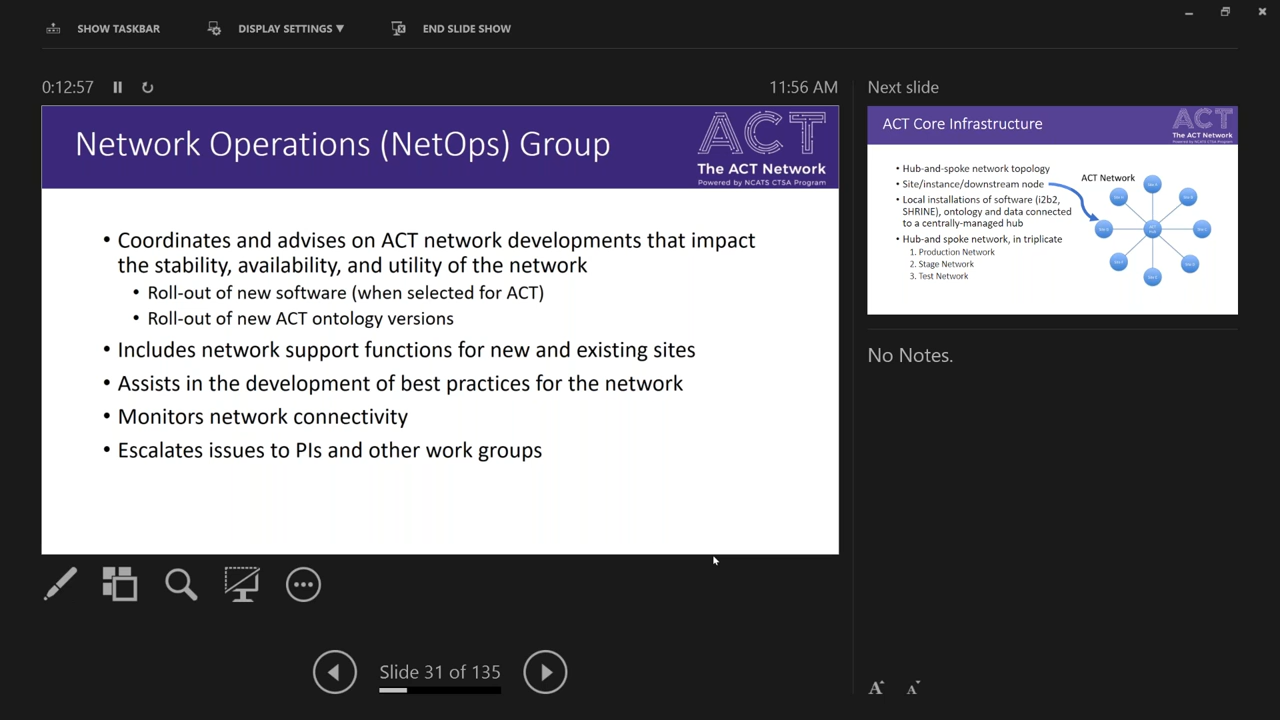 SHOW TASKBAR
DISPLAY SETTINGS ▼
END SLIDE SHOW
0:12:57
11:56 AM
Network Operations (NetOps) Group
ACT
The ACT Network
Powered by NCATS CTSA Program
• Coordinates and advises on ACT network developments that impact
the stability, availability, and utility of the network
• Roll-out of new software (when selected for ACT)
• Roll-out of new ACT ontology versions
• Includes network support functions for new and existing sites
• Assists in the development of best practices for the network
• Monitors network connectivity
• Escalates issues to PIs and other work groups
Slide 31 of 135
Next slide
ACT Core Infrastructure
ACT
The ACT Network
Powered by NCATS CTSA Program
• Hub-and-spoke network topology
• Site/instance/downstream node
• Local installations of software (i2b2,
SHRINE), ontology and data connected
to a centrally-managed hub
• Hub-and spoke network, in triplicate
1. Production Network
2. Stage Network
3. Test Network
ACT Network
No Notes.
A
A